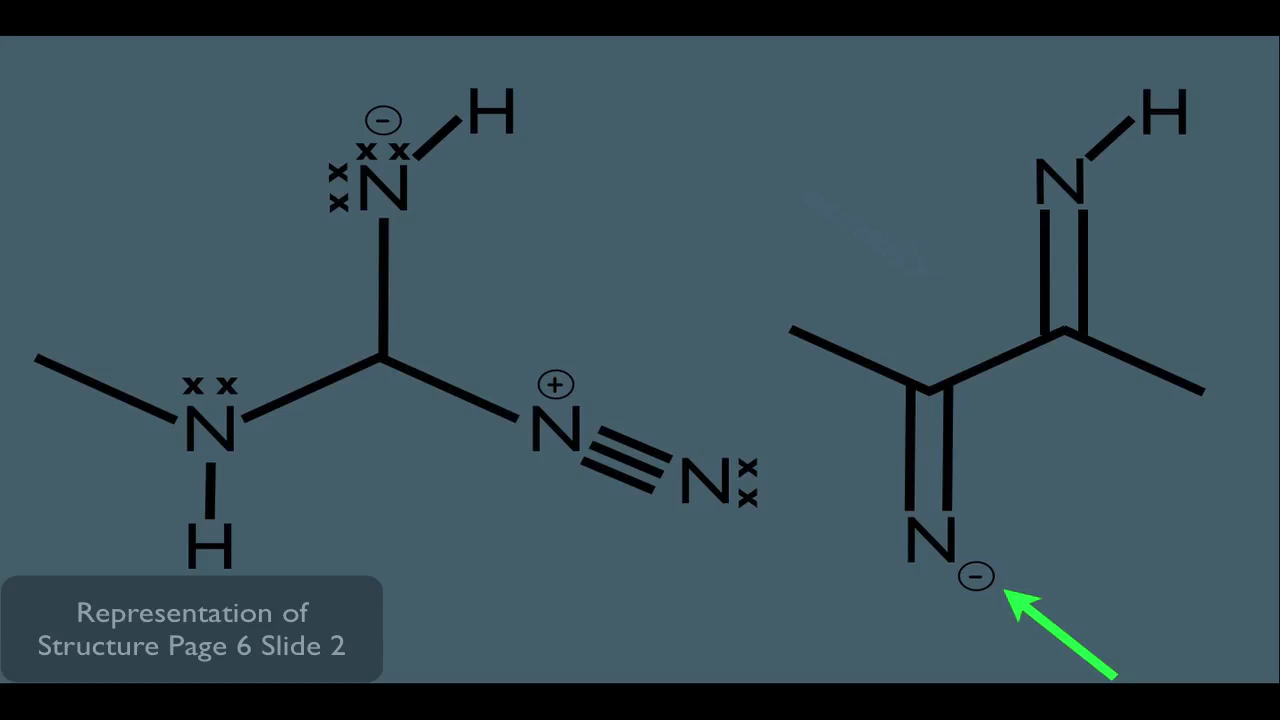 H
⊖
x x
x
N
x
H
N
x x
N
H
⊕
N
N
x
x
N
⊖
Representation of
Structure Page 6 Slide 2